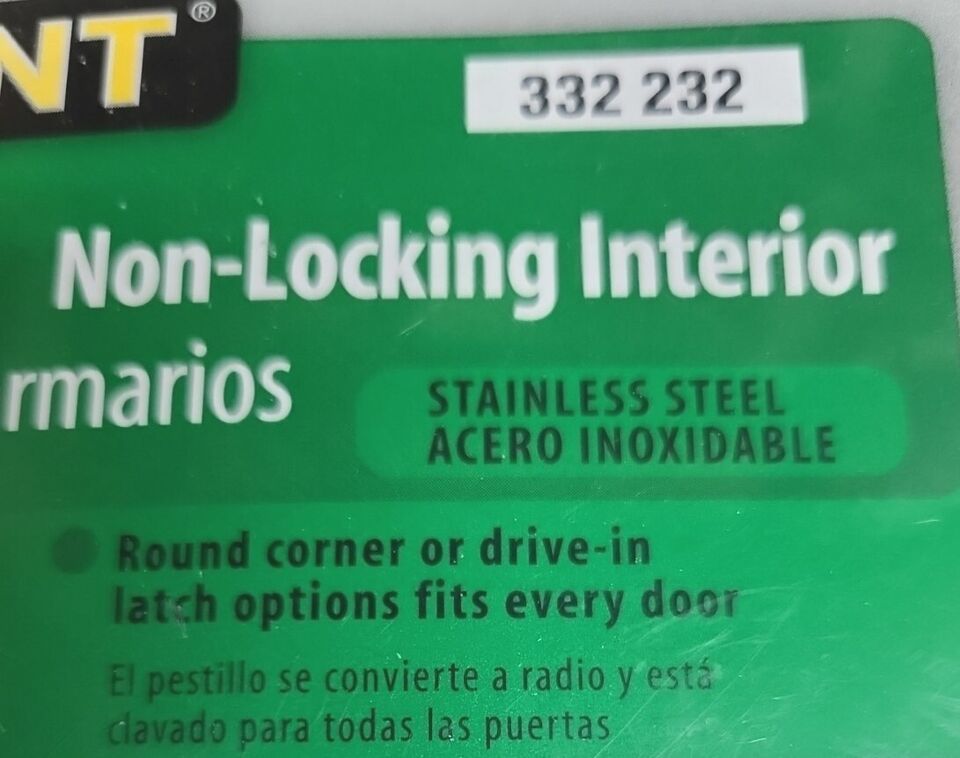 NT®
332 232
Non-Locking Interior
rmarios
STAINLESS STEEL
ACERO INOXIDABLE
Round corner or drive-in
latch options fits every door
El pestillo se convierte a radio y está
clavado para todas las puertas